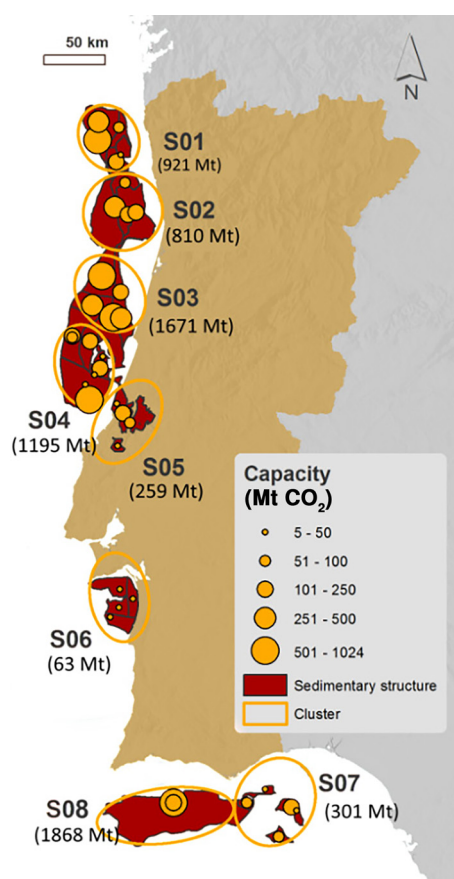 50 km
N
S01
(921 Mt)
S02
(810 Mt)
S03
(1671 Mt)
S04
(1195 Mt)
S05
(259 Mt)
Capacity
(Mt CO₂)
5 - 50
51 - 100
101 - 250
251 - 500
501 - 1024
Sedimentary structure
Cluster
S06
(63 Mt)
S07
(301 Mt)
S08
(1868 Mt)